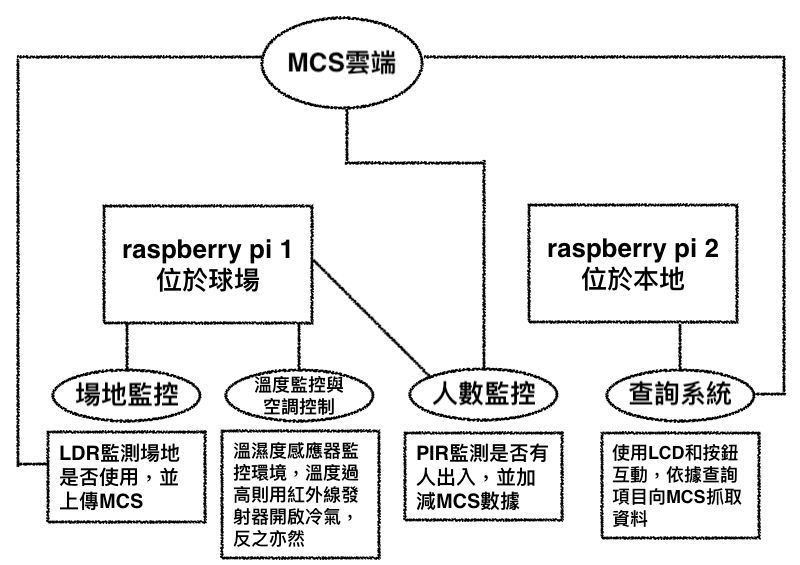 MCS雲端
raspberry pi 1
位於球場
raspberry pi 2
位於本地
場地監控
溫度監控與
空調控制
人數監控
查詢系統
LDR監測場地
是否使用，並
上傳MCS
溫濕度感應器監
控環境，溫度過
高則用紅外線發
射器開啟冷氣，
反之亦然
PIR監測是否有
人出入，並加
減MCS數據
使用LCD和按鈕
互動，依據查詢
項目向MCS抓取
資料